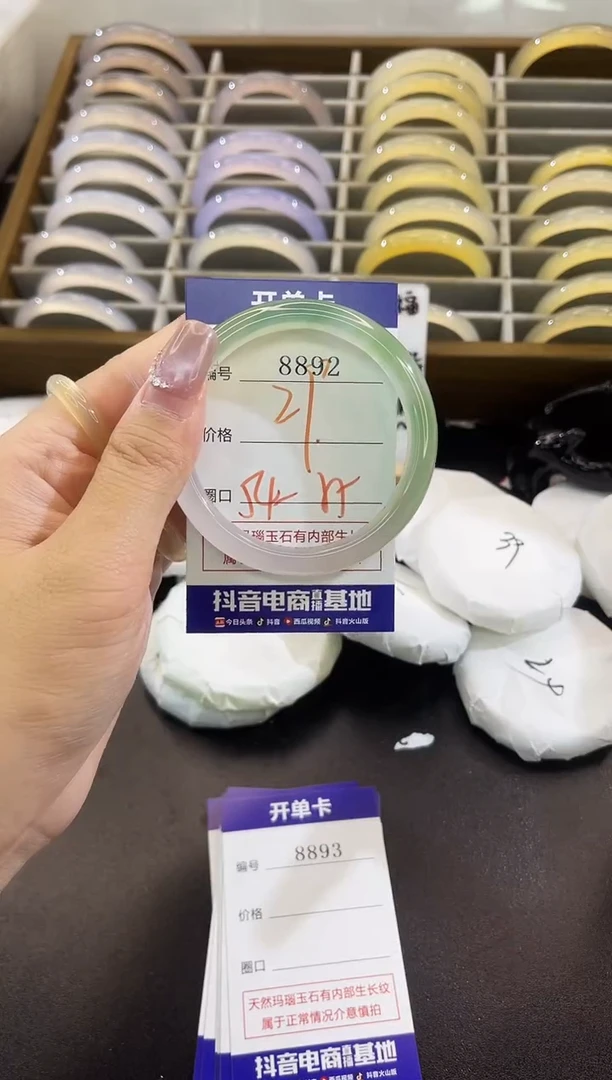 开单卡
福
编号 8892
价格
圈口
玛瑙玉石有内部生长
抖音电商直播基地
今日头条 抖音 西瓜视频 抖音火山版
39
28
开单卡
编号 8893
价格
圈口
天然玛瑙玉石有内部生长纹
属于正常情况介意慎拍
抖音电商直播基地